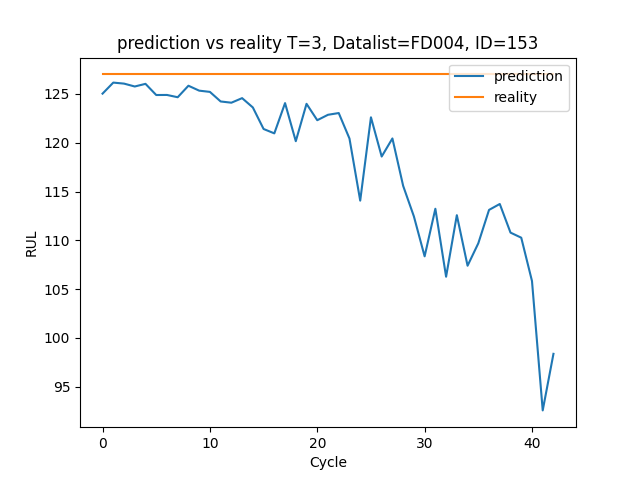 prediction vs reality T=3, Datalist=FD004, ID=153
prediction
reality
125
120
115
110
105
100
95
RUL
0 10 20 30 40
Cycle